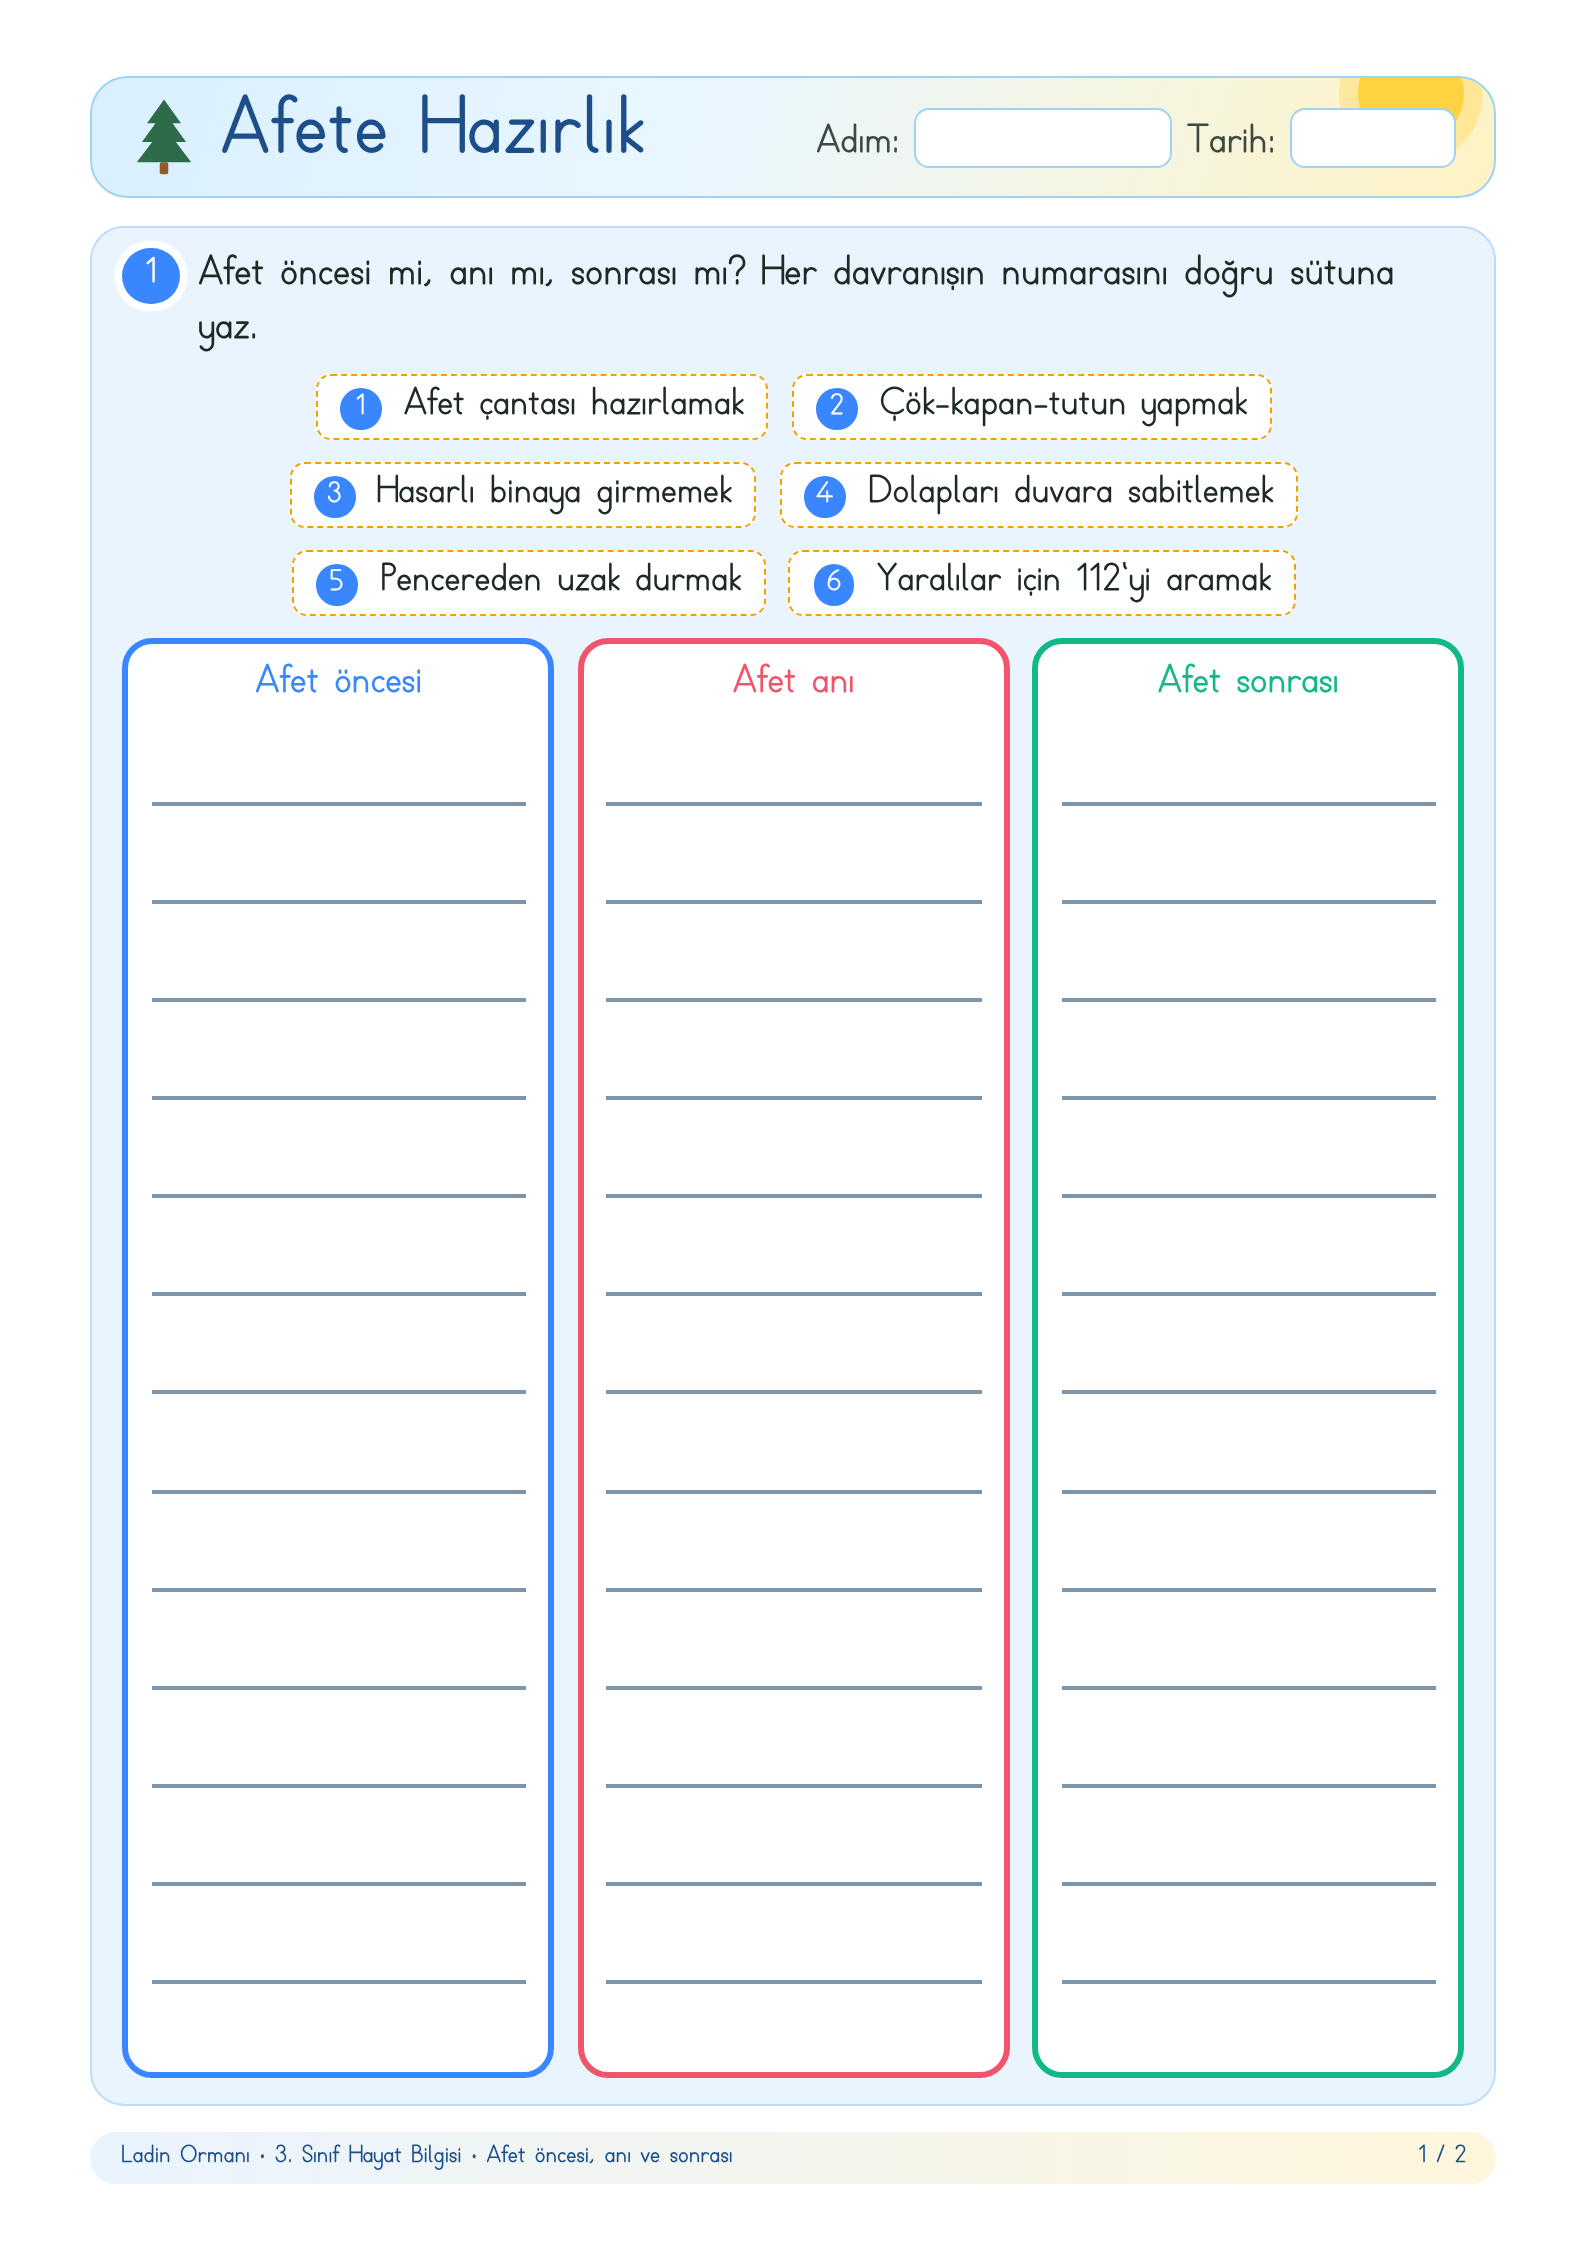 Afete Hazırlık
Adım:
Tarih:
1
Afet öncesi mi, anı mı, sonrası mı? Her davranışın numarasını doğru sütuna
yaz.
1 Afet çantası hazırlamak
2 Çök-kapan-tutun yapmak
3 Hasarlı binaya girmemek
4 Dolapları duvara sabitlemek
5 Pencereden uzak durmak
6 Yaralılar için 112'yi aramak
Afet öncesi
Afet anı
Afet sonrası
Ladin Ormanı • 3. Sınıf Hayat Bilgisi • Afet öncesi, anı ve sonrası
1 / 2